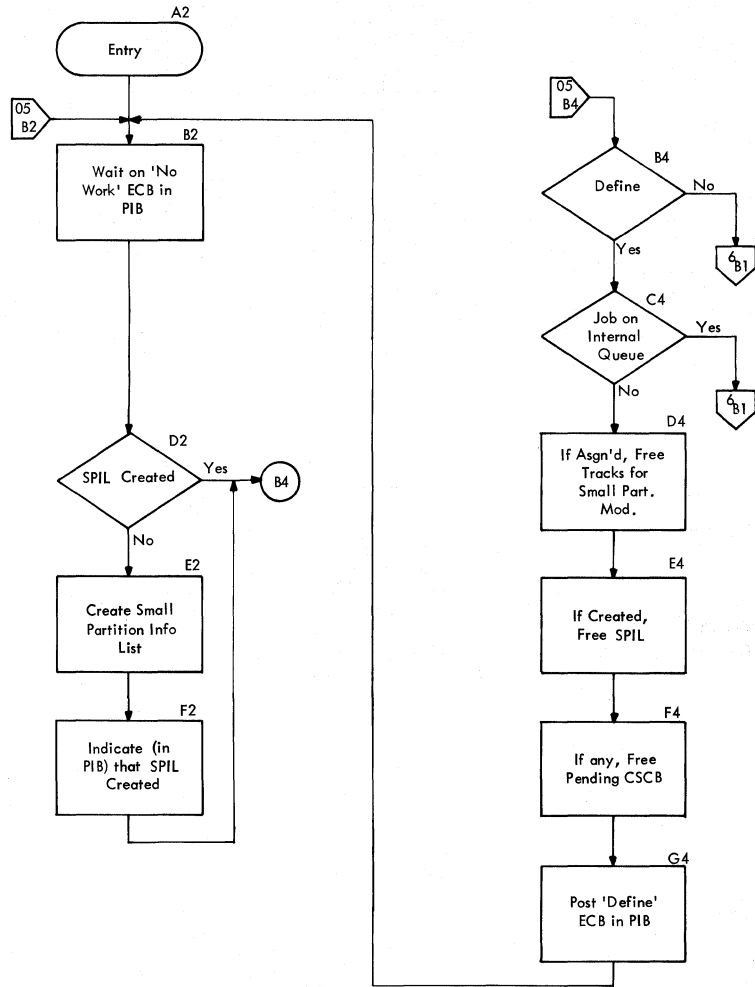 A2
Entry
05
B2
B2
Wait on 'No
Work' ECB in
PIB
D2
SPIL Created
Yes
B4
No
E2
Create Small
Partition Info
List
F2
Indicate (in
PIB) that SPIL
Created
05
B4
B4
Define
No
6
B1
Yes
C4
Job on
Internal
Queue
Yes
6
B1
No
D4
If Asgn'd, Free
Tracks for
Small Part.
Mod.
E4
If Created,
Free SPIL
F4
If any, Free
Pending CSCB
G4
Post 'Define'
ECB in PIB